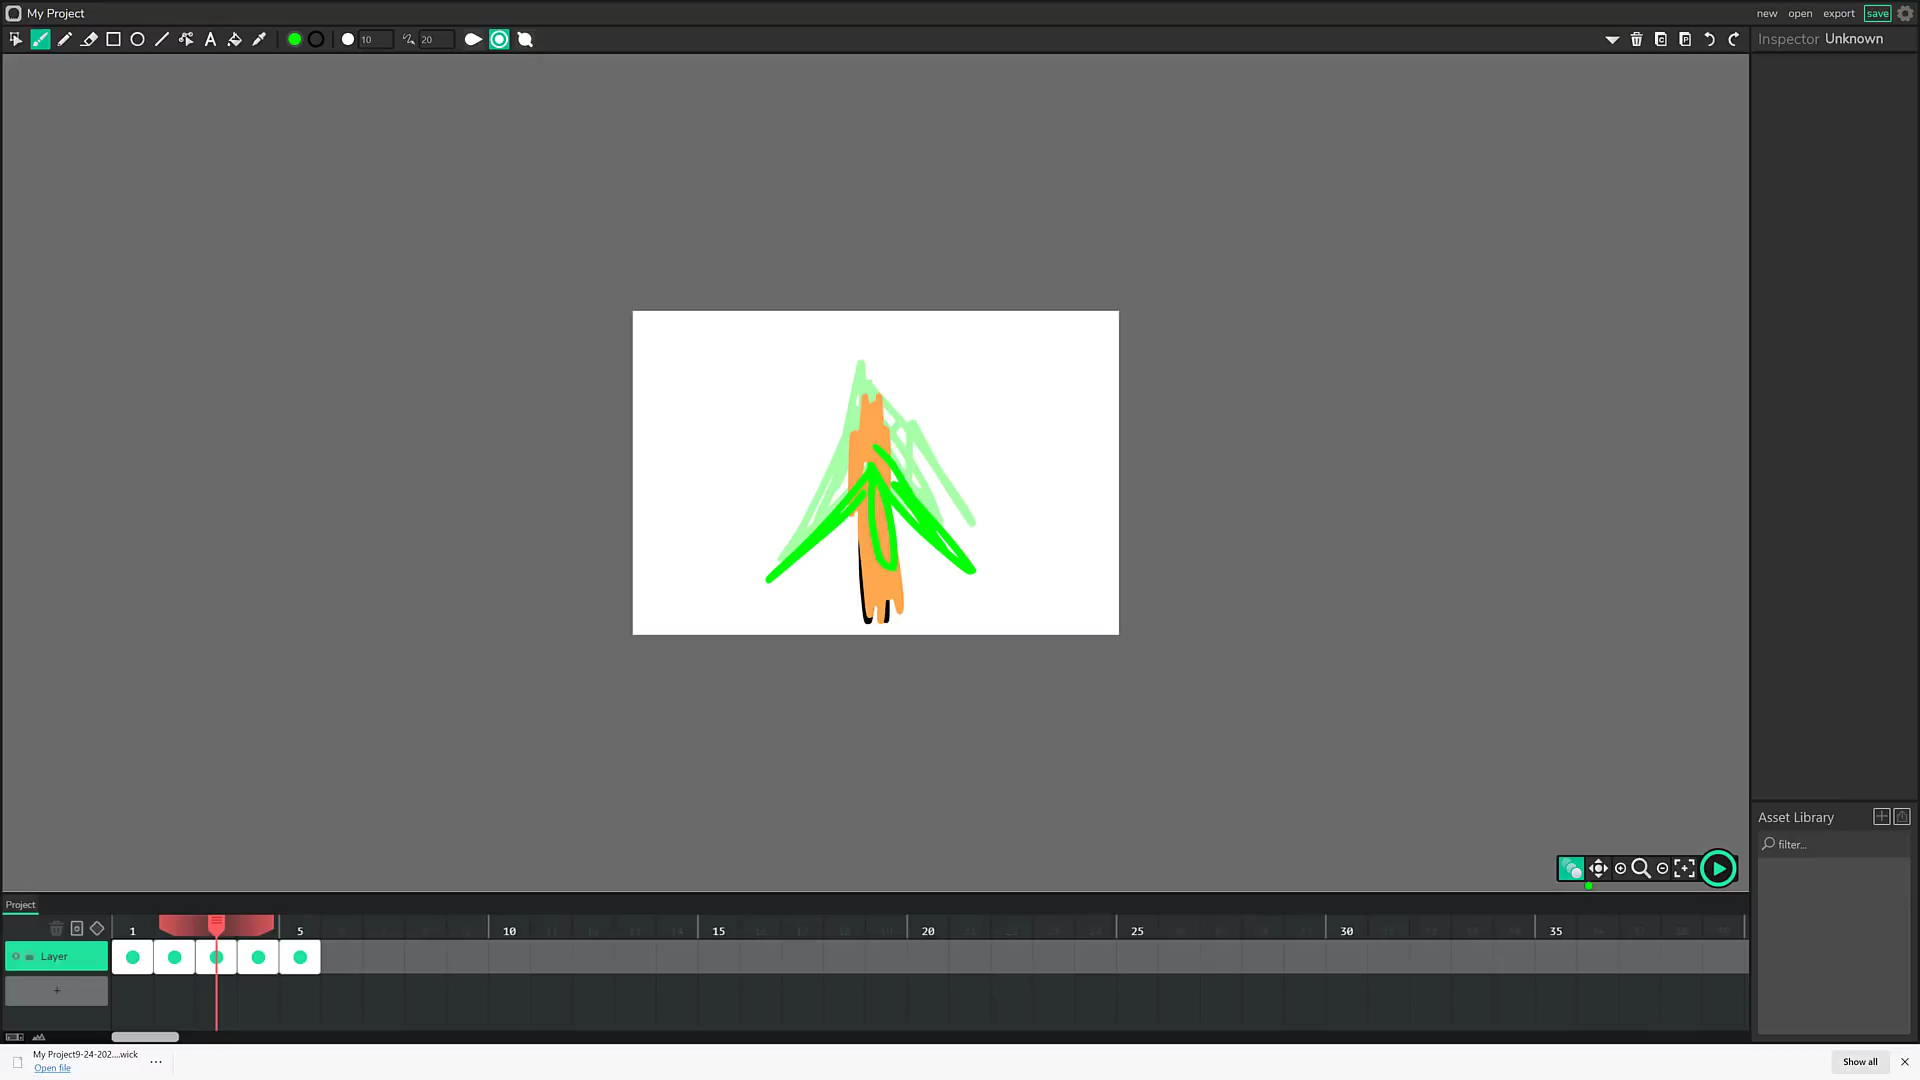 My Project
new open export save
A 10 20
Inspector Unknown
Asset Library
filter...
Project
1 5 10 15 20 25 30 35
Layer
+
My Project9-24-202....wick
Open file
Show all